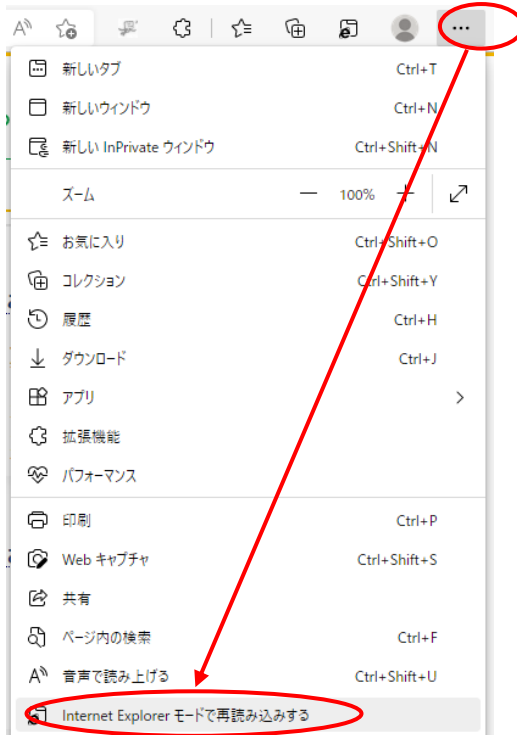 新しいタブ Ctrl+T
新しいウィンドウ Ctrl+N
新しい InPrivate ウィンドウ Ctrl+Shift+N
ズーム — 100% +
お気に入り Ctrl+Shift+O
コレクション Ctrl+Shift+Y
履歴 Ctrl+H
ダウンロード Ctrl+J
アプリ
拡張機能
パフォーマンス
印刷 Ctrl+P
Web キャプチャ Ctrl+Shift+S
共有
ページ内の検索 Ctrl+F
音声で読み上げる Ctrl+Shift+U
Internet Explorer モードで再読み込みする